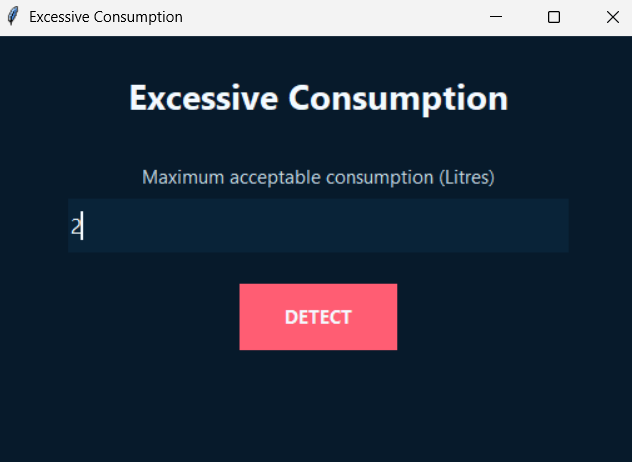 Excessive Consumption
Excessive Consumption
Maximum acceptable consumption (Litres)
2
DETECT